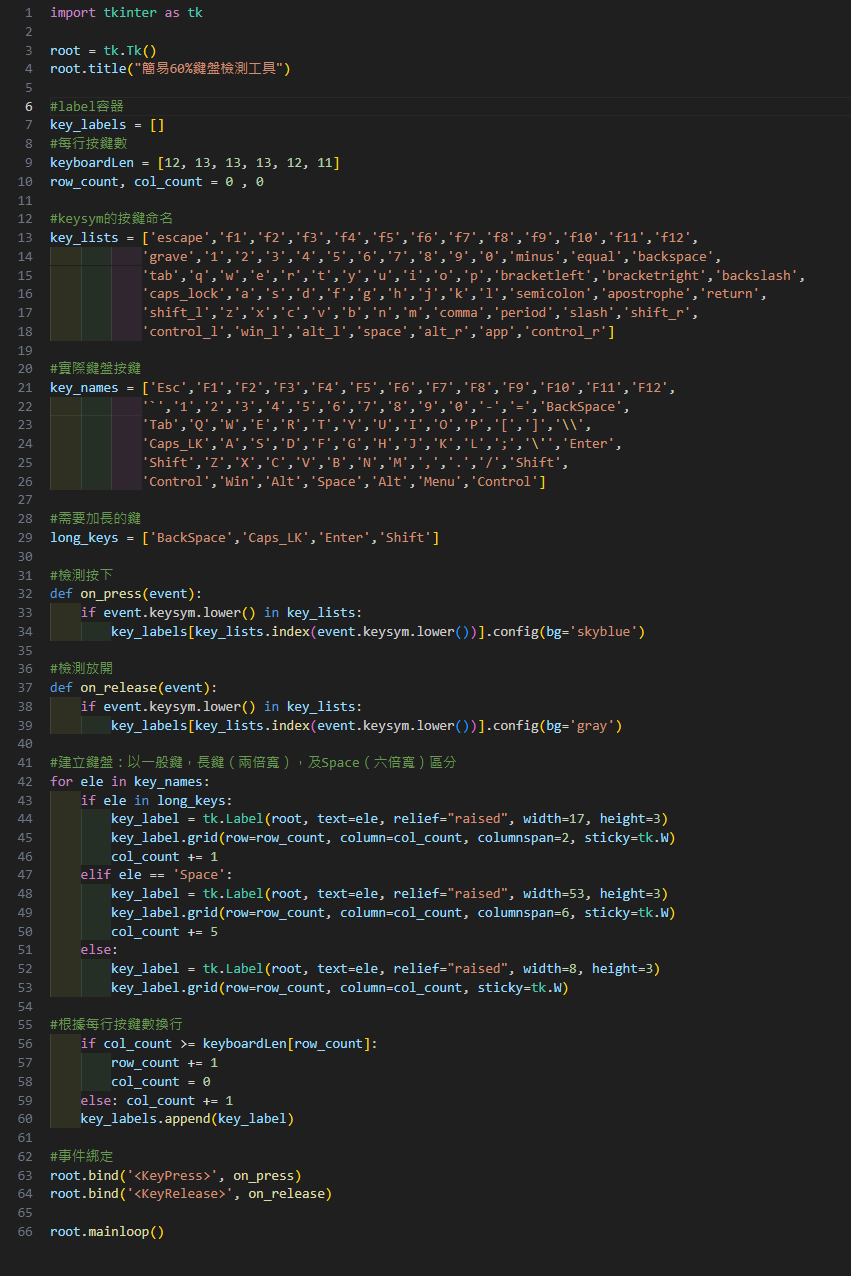 1 import tkinter as tk
2
3 root = tk.Tk()
4 root.title("簡易60%鍵盤檢測工具")
5
6 #label容器
7 key_labels = []
8 #每行按鍵數
9 keyboardLen = [12, 13, 13, 13, 12, 11]
10 row_count, col_count = 0 , 0
11
12 #keysym的按鍵命名
13 key_lists = ['escape','f1','f2','f3','f4','f5','f6','f7','f8','f9','f10','f11','f12',
14 'grave','1','2','3','4','5','6','7','8','9','0','minus','equal','backspace',
15 'tab','q','w','e','r','t','y','u','i','o','p','bracketleft','bracketright','backslash',
16 'caps_lock','a','s','d','f','g','h','j','k','l','semicolon','apostrophe','return',
17 'shift_l','z','x','c','v','b','n','m','comma','period','slash','shift_r',
18 'control_l','win_l','alt_l','space','alt_r','app','control_r']
19
20 #實際鍵盤按鍵
21 key_names = ['Esc','F1','F2','F3','F4','F5','F6','F7','F8','F9','F10','F11','F12',
22 '`','1','2','3','4','5','6','7','8','9','0','-','=','BackSpace',
23 'Tab','Q','W','E','R','T','Y','U','I','O','P','[',']','\\',
24 'Caps_LK','A','S','D','F','G','H','J','K','L',';','\'','Enter',
25 'Shift','Z','X','C','V','B','N','M',',','.','/','Shift',
26 'Control','Win','Alt','Space','Alt','Menu','Control']
27
28 #需要加長的鍵
29 long_keys = ['BackSpace','Caps_LK','Enter','Shift']
30
31 #檢測按下
32 def on_press(event):
33 if event.keysym.lower() in key_lists:
34 key_labels[key_lists.index(event.keysym.lower())].config(bg='skyblue')
35
36 #檢測放開
37 def on_release(event):
38 if event.keysym.lower() in key_lists:
39 key_labels[key_lists.index(event.keysym.lower())].config(bg='gray')
40
41 #建立鍵盤：以一般鍵，長鍵（兩倍寬），及Space（六倍寬）區分
42 for ele in key_names:
43 if ele in long_keys:
44 key_label = tk.Label(root, text=ele, relief="raised", width=17, height=3)
45 key_label.grid(row=row_count, column=col_count, columnspan=2, sticky=tk.W)
46 col_count += 1
47 elif ele == 'Space':
48 key_label = tk.Label(root, text=ele, relief="raised", width=53, height=3)
49 key_label.grid(row=row_count, column=col_count, columnspan=6, sticky=tk.W)
50 col_count += 5
51 else:
52 key_label = tk.Label(root, text=ele, relief="raised", width=8, height=3)
53 key_label.grid(row=row_count, column=col_count, sticky=tk.W)
54
55 #根據每行按鍵數換行
56 if col_count >= keyboardLen[row_count]:
57 row_count += 1
58 col_count = 0
59 else: col_count += 1
60 key_labels.append(key_label)
61
62 #事件綁定
63 root.bind('<KeyPress>', on_press)
64 root.bind('<KeyRelease>', on_release)
65
66 root.mainloop()